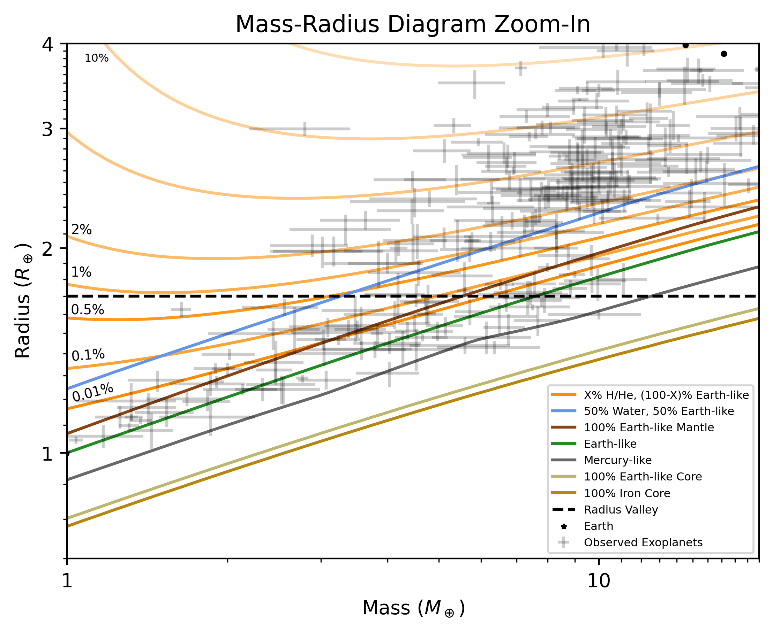 Mass-Radius Diagram Zoom-In
4
10%
3
2%
2
1%
0.5%
0.1%
0.01%
1
Radius (R⊕)
X% H/He, (100-X)% Earth-like
50% Water, 50% Earth-like
100% Earth-like Mantle
Earth-like
Mercury-like
100% Earth-like Core
100% Iron Core
Radius Valley
Earth
Observed Exoplanets
1 10
Mass (M⊕)